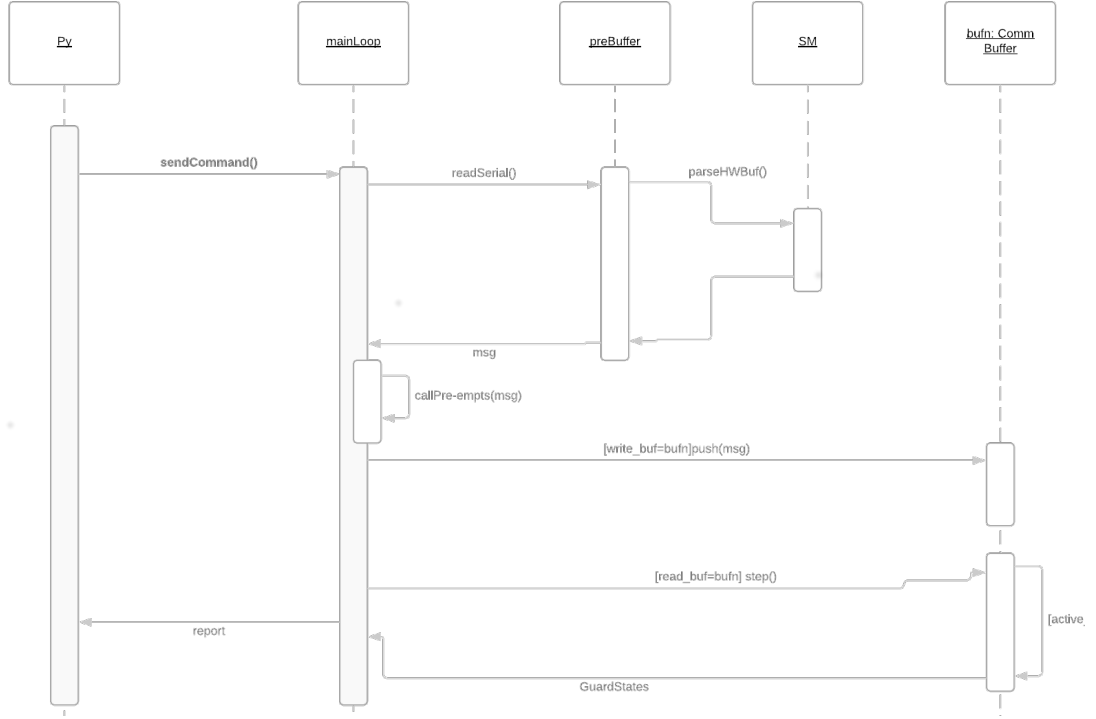 Py
mainLoop
preBuffer
SM
bufn: Comm
Buffer
sendCommand()
readSerial()
parseHWBuf()
msg
callPre-empts(msg)
[write_buf=bufn]push(msg)
[read_buf=bufn] step()
[active
report
GuardStates